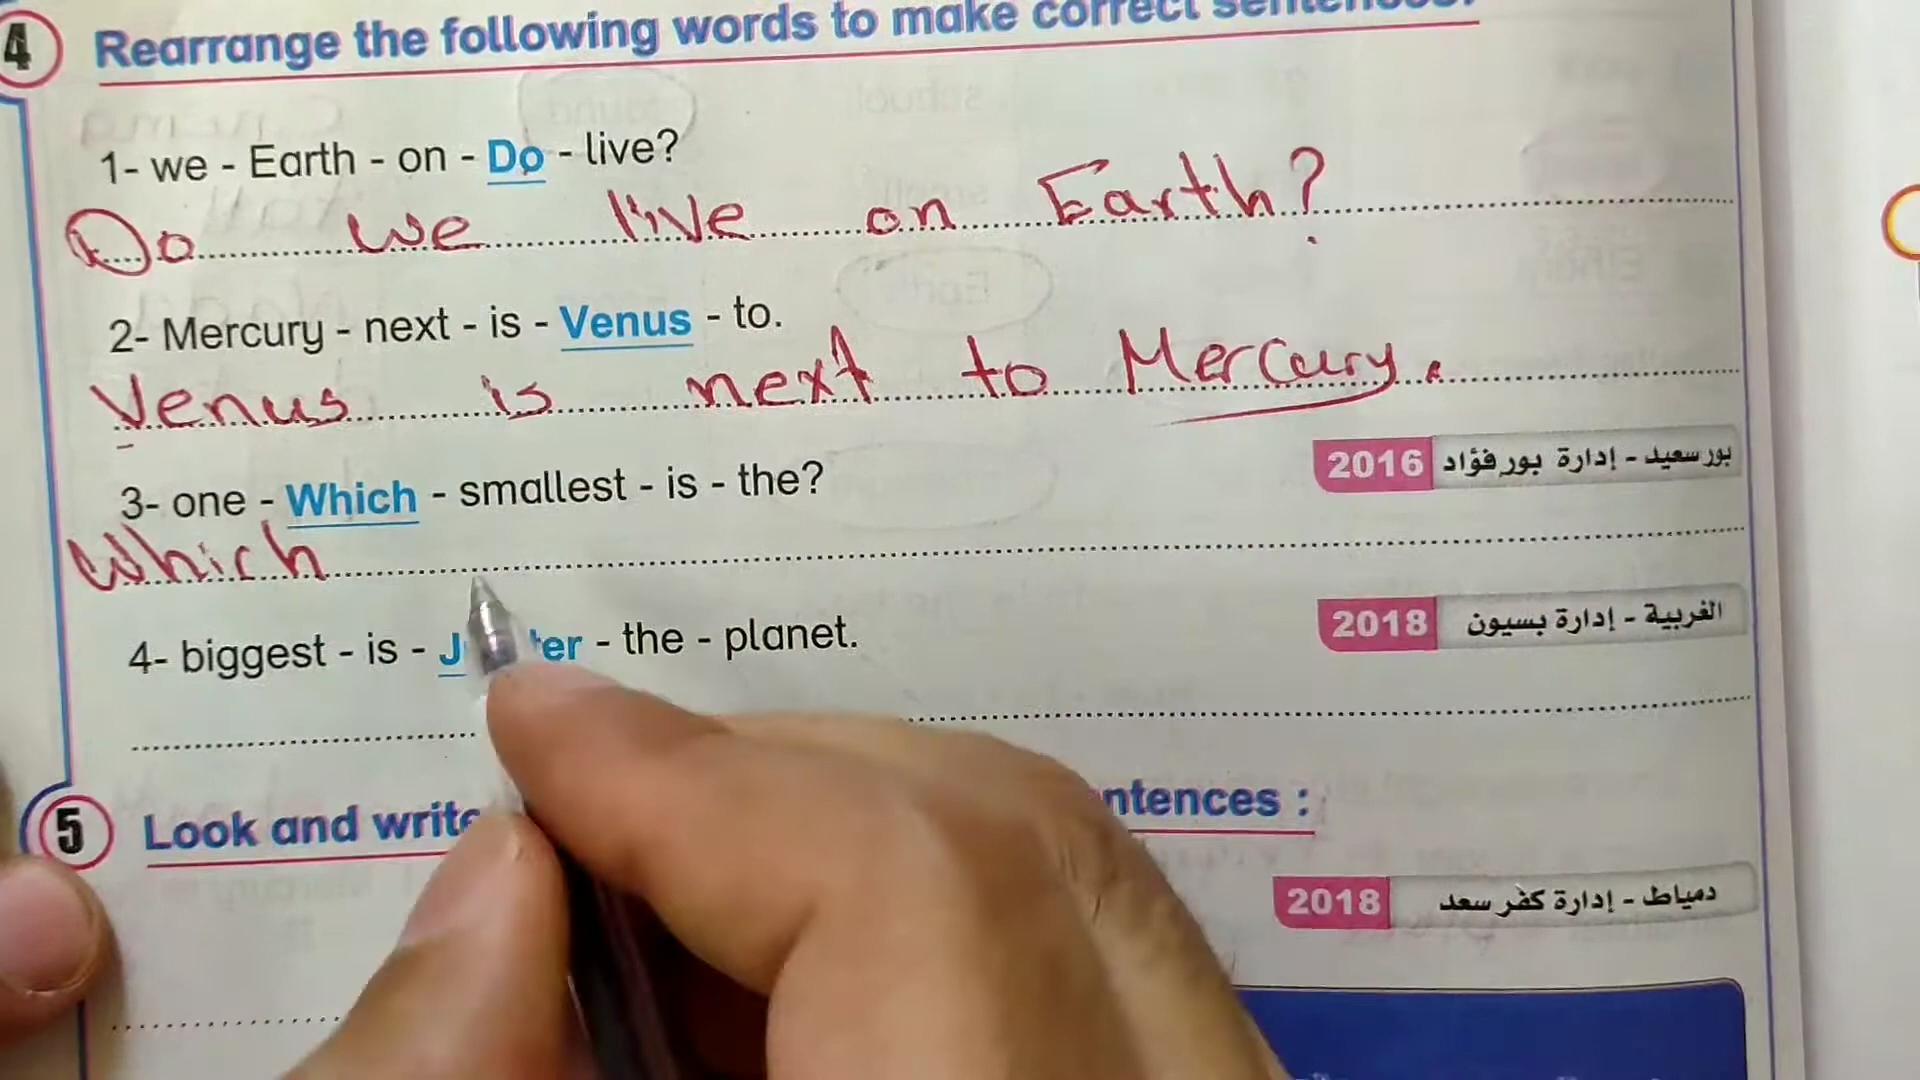 4 Rearrange the following words to make correct sentences:
1- we - Earth - on - Do - live?
Do we live on Earth?
2- Mercury - next - is - Venus - to.
Venus is next to Mercury.
3- one - Which - smallest - is - the?
2016 بورسعيد - إدارة بور فؤاد
Which
4- biggest - is - J ter - the - planet.
2018 الغربية - إدارة بسيون
5 Look and write ntences :
2018 دمياط - إدارة كفر سعد